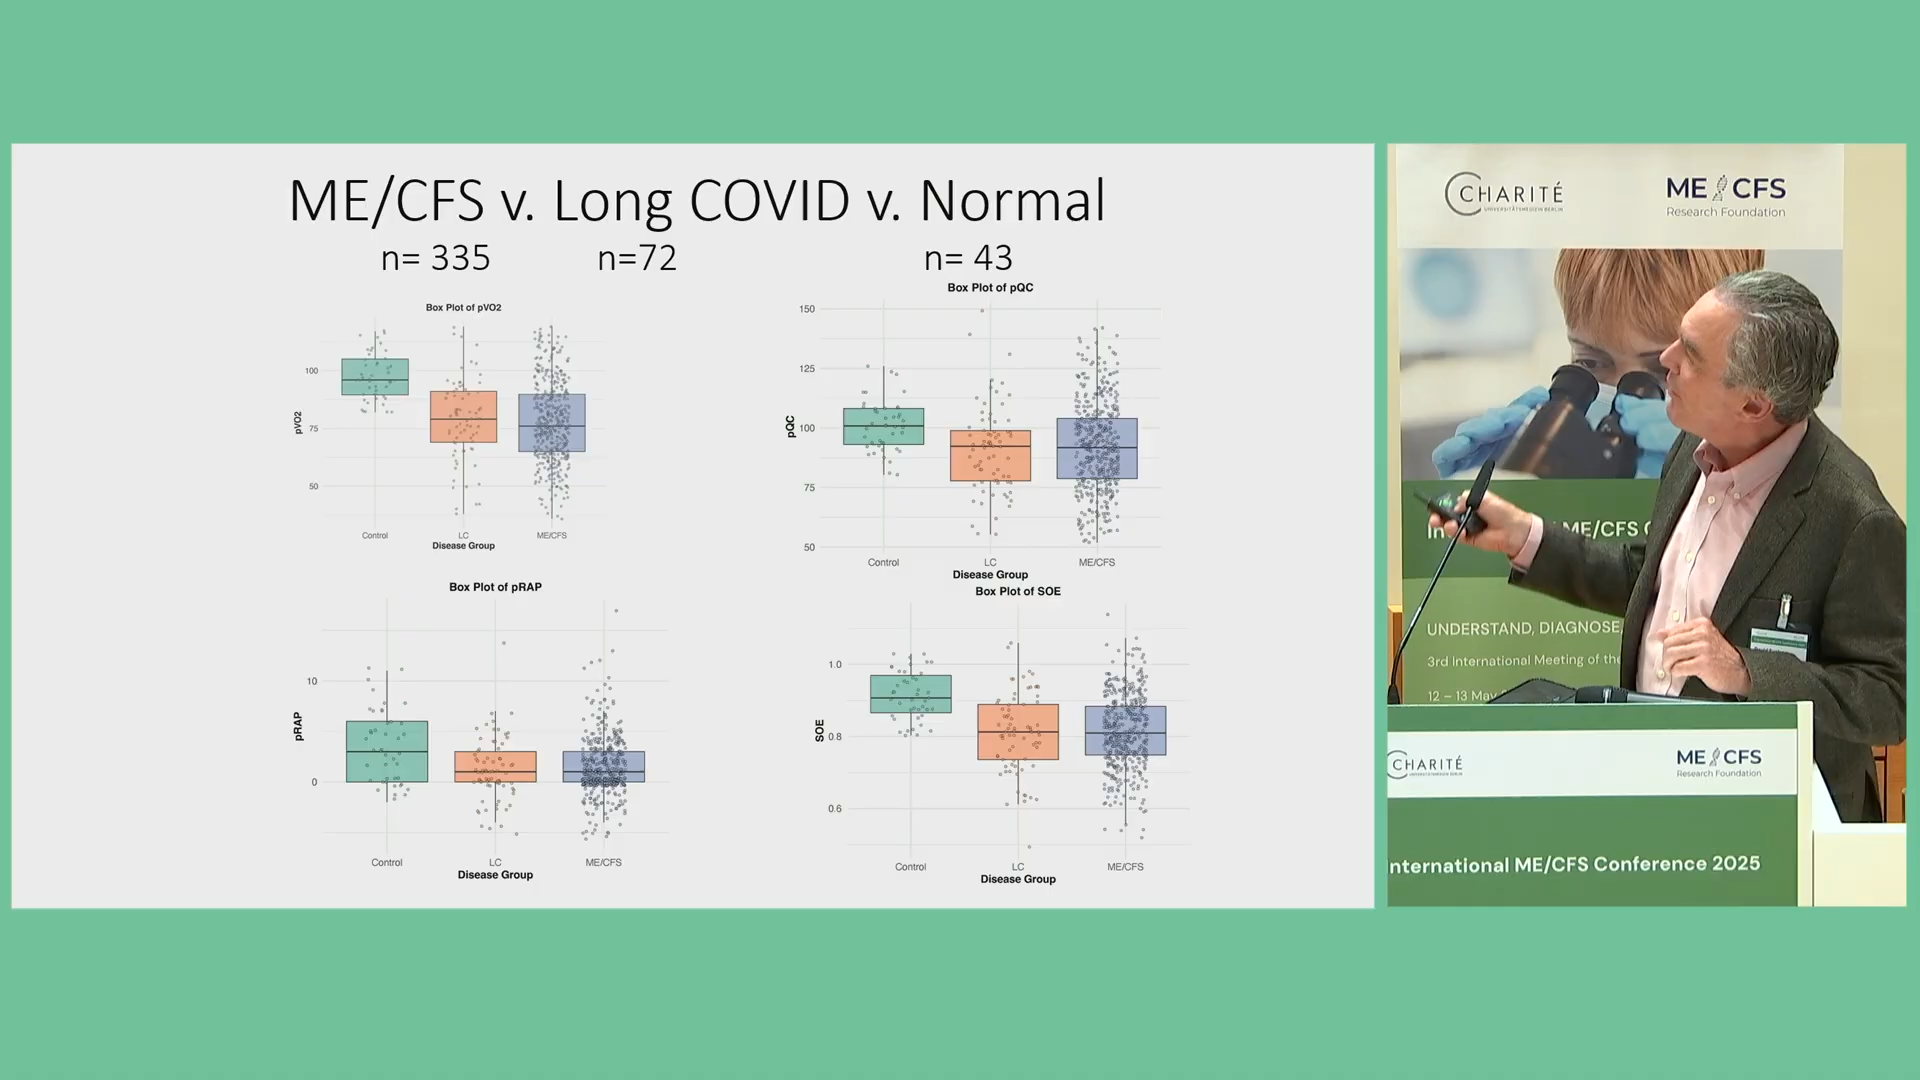 ME/CFS v. Long COVID v. Normal
n= 335 n=72 n= 43
Box Plot of pVO2
100
75
50
pVO2
Control LC ME/CFS
Disease Group
Box Plot of pQC
150
125
100
75
50
pQC
Control LC ME/CFS
Disease Group
Box Plot of pRAP
10
0
pRAP
Control LC ME/CFS
Disease Group
Box Plot of SOE
1.0
0.8
0.6
SOE
Control LC ME/CFS
Disease Group
CHARITÉ
UNIVERSITÄTSMEDIZIN BERLIN
ME CFS
Research Foundation
In ME/CFS C
UNDERSTAND, DIAGNOSE,
3rd International Meeting of the
12 – 13 May
CHARITÉ
UNIVERSITÄTSMEDIZIN BERLIN
ME CFS
Research Foundation
nternational ME/CFS Conference 2025